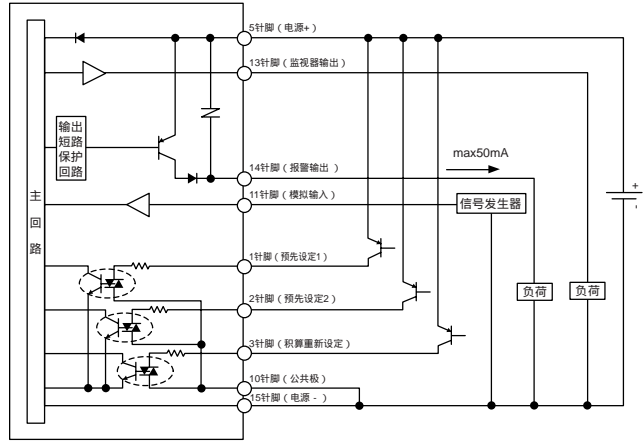 5针脚（电源+）
13针脚（监视器输出）
输出
短路
保护
回路
14针脚（报警输出）
max50mA
11针脚（模拟输入）
信号发生器
主
回
路
1针脚（预先设定1）
2针脚（预先设定2）
负荷
负荷
3针脚（积算重新设定）
10针脚（公共极）
15针脚（电源 - ）
+
-